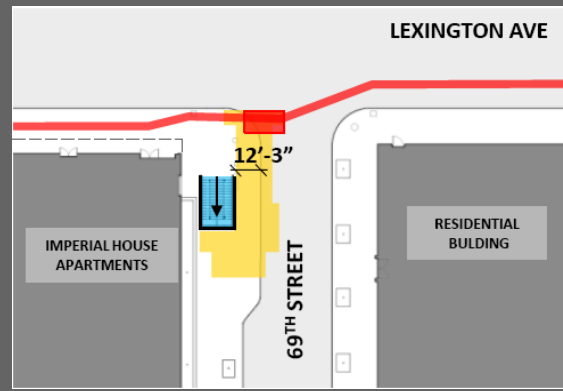 LEXINGTON AVE
12’-3”
IMPERIAL HOUSE
APARTMENTS
RESIDENTIAL
BULDING
69TH STREET